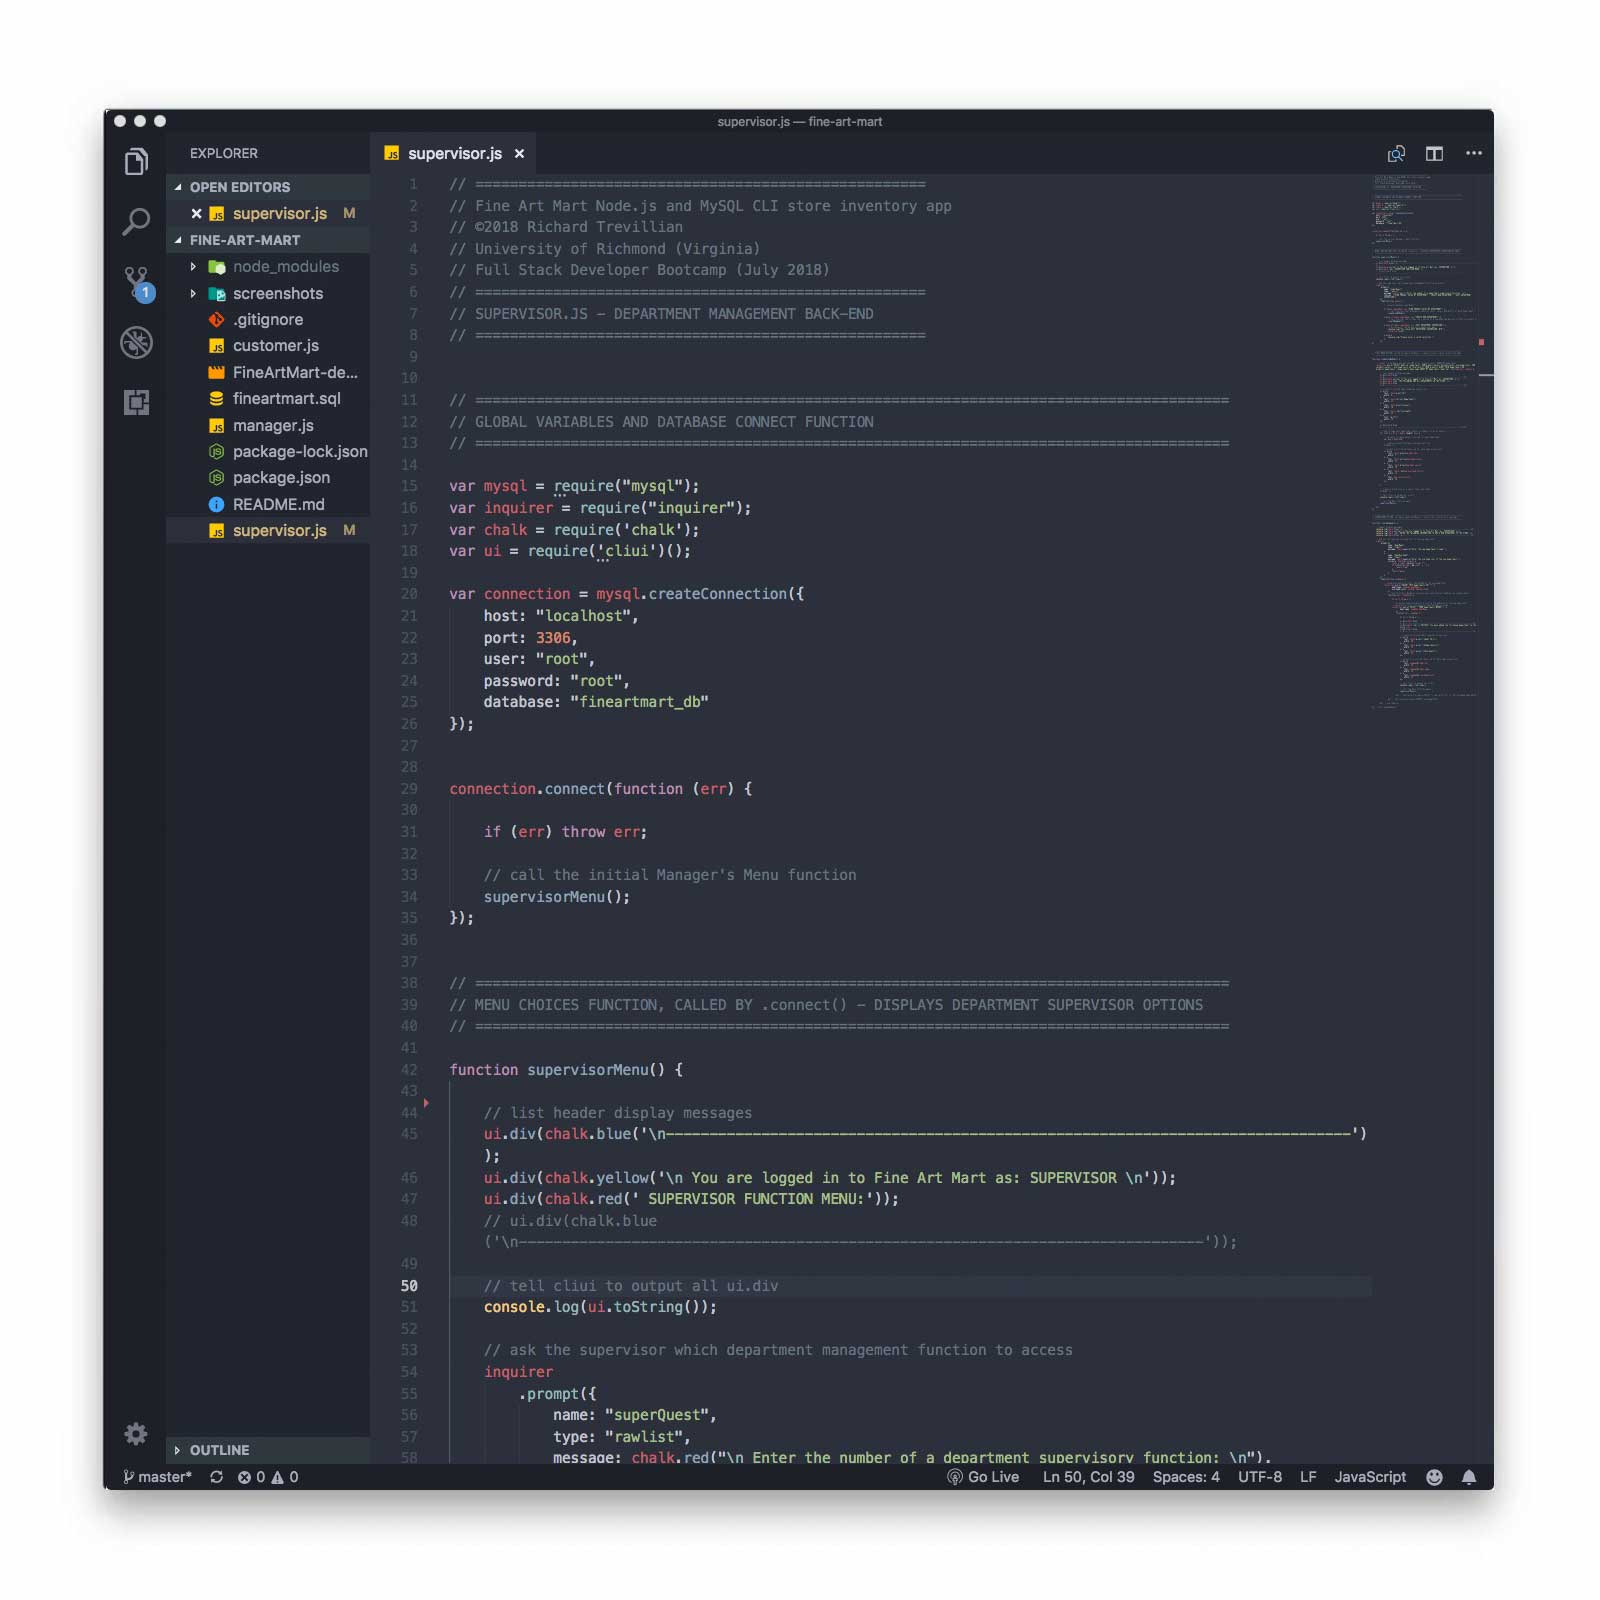 supervisor.js — fine-art-mart
EXPLORER
OPEN EDITORS
supervisor.js M
FINE-ART-MART
node_modules
screenshots
.gitignore
customer.js
FineArtMart-de...
fineartmart.sql
manager.js
package-lock.json
package.json
README.md
supervisor.js M
OUTLINE
supervisor.js
1 // ====================================================
2 // Fine Art Mart Node.js and MySQL CLI store inventory app
3 // ©2018 Richard Trevillian
4 // University of Richmond (Virginia)
5 // Full Stack Developer Bootcamp (July 2018)
6 // ====================================================
7 // SUPERVISOR.JS - DEPARTMENT MANAGEMENT BACK-END
8 // ====================================================
9
10
11 // =======================================================================================
12 // GLOBAL VARIABLES AND DATABASE CONNECT FUNCTION
13 // =======================================================================================
14
15 var mysql = require("mysql");
16 var inquirer = require("inquirer");
17 var chalk = require('chalk');
18 var ui = require('cliui')();
19
20 var connection = mysql.createConnection({
21 host: "localhost",
22 port: 3306,
23 user: "root",
24 password: "root",
25 database: "fineartmart_db"
26 });
27
28
29 connection.connect(function (err) {
30
31 if (err) throw err;
32
33 // call the initial Manager's Menu function
34 supervisorMenu();
35 });
36
37
38 // =======================================================================================
39 // MENU CHOICES FUNCTION, CALLED BY .connect() - DISPLAYS DEPARTMENT SUPERVISOR OPTIONS
40 // =======================================================================================
41
42 function supervisorMenu() {
43
44 // list header display messages
45 ui.div(chalk.blue('\n-------------------------------------------------------------------------------')
);
46 ui.div(chalk.yellow('\n You are logged in to Fine Art Mart as: SUPERVISOR \n'));
47 ui.div(chalk.red(' SUPERVISOR FUNCTION MENU:'));
48 // ui.div(chalk.blue
('\n-------------------------------------------------------------------------------'));
49
50 // tell cliui to output all ui.div
51 console.log(ui.toString());
52
53 // ask the supervisor which department management function to access
54 inquirer
55 .prompt({
56 name: "superQuest",
57 type: "rawlist",
58 message: chalk.red("\n Enter the number of a department supervisory function: \n"),
1
master* 0 0 Go Live Ln 50, Col 39 Spaces: 4 UTF-8 LF JavaScript